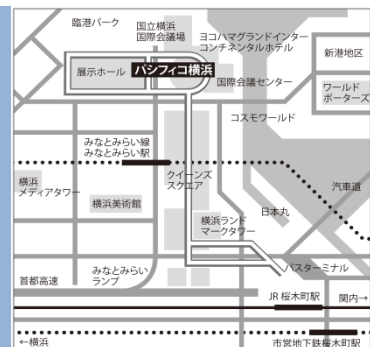 臨港パーク
国立横浜
国際会議場
ヨコハマグランドインター
コンチネンタルホテル
新港地区
展示ホール
パシフィコ横浜
国際会議センター
ワールド
ポーターズ
コスモワールド
みなとみらい線
みなとみらい駅
クイーンズ
スクエア
汽車道
横浜
メディアタワー
横浜美術館
日本丸
横浜ランド
マークタワー
みなとみらい
ランプ
バスターミナル
首都高速
JR 桜木町駅
関内→
←横浜
市営地下鉄桜木町駅